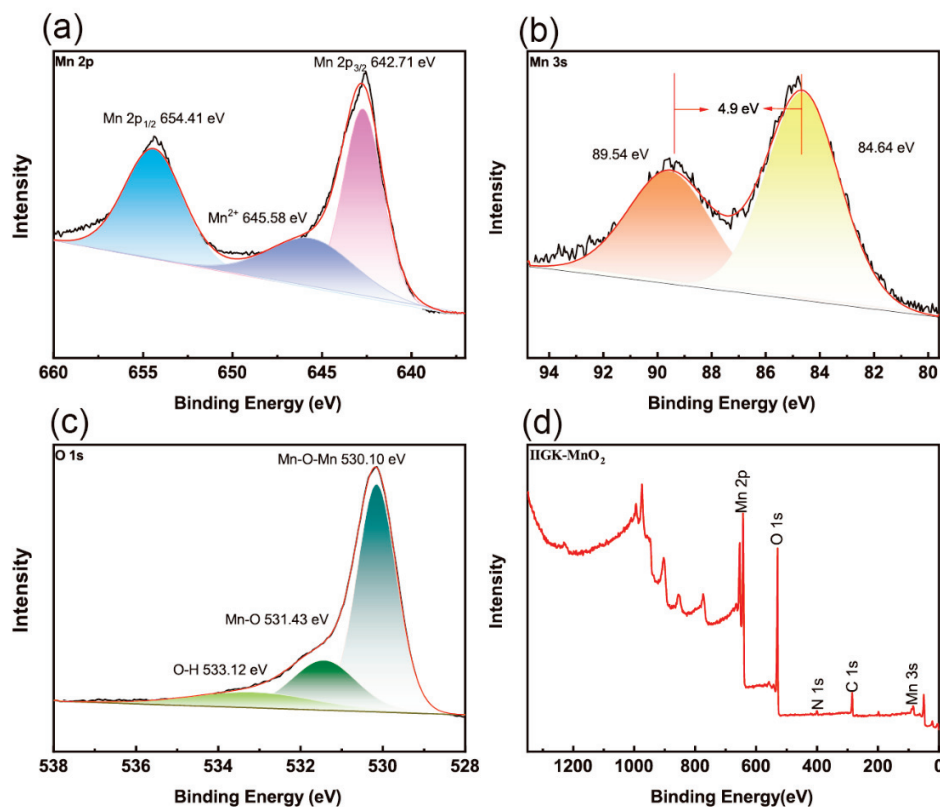 (a)
Mn 2p
Mn 2p3/2 642.71 eV
Mn 2p1/2 654.41 eV
Mn2+ 645.58 eV
Intensity
660 655 650 645 640
Binding Energy (eV)
(b)
Mn 3s
4.9 eV
89.54 eV
84.64 eV
Intensity
94 92 90 88 86 84 82 80
Binding Energy (eV)
(c)
O 1s
Mn-O-Mn 530.10 eV
Mn-O 531.43 eV
O-H 533.12 eV
Intensity
538 536 534 532 530 528
Binding Energy (eV)
(d)
IIGK-MnO2
Mn 2p
O 1s
N 1s
C 1s
Mn 3s
Intensity
1200 1000 800 600 400 200 0
Binding Energy(eV)